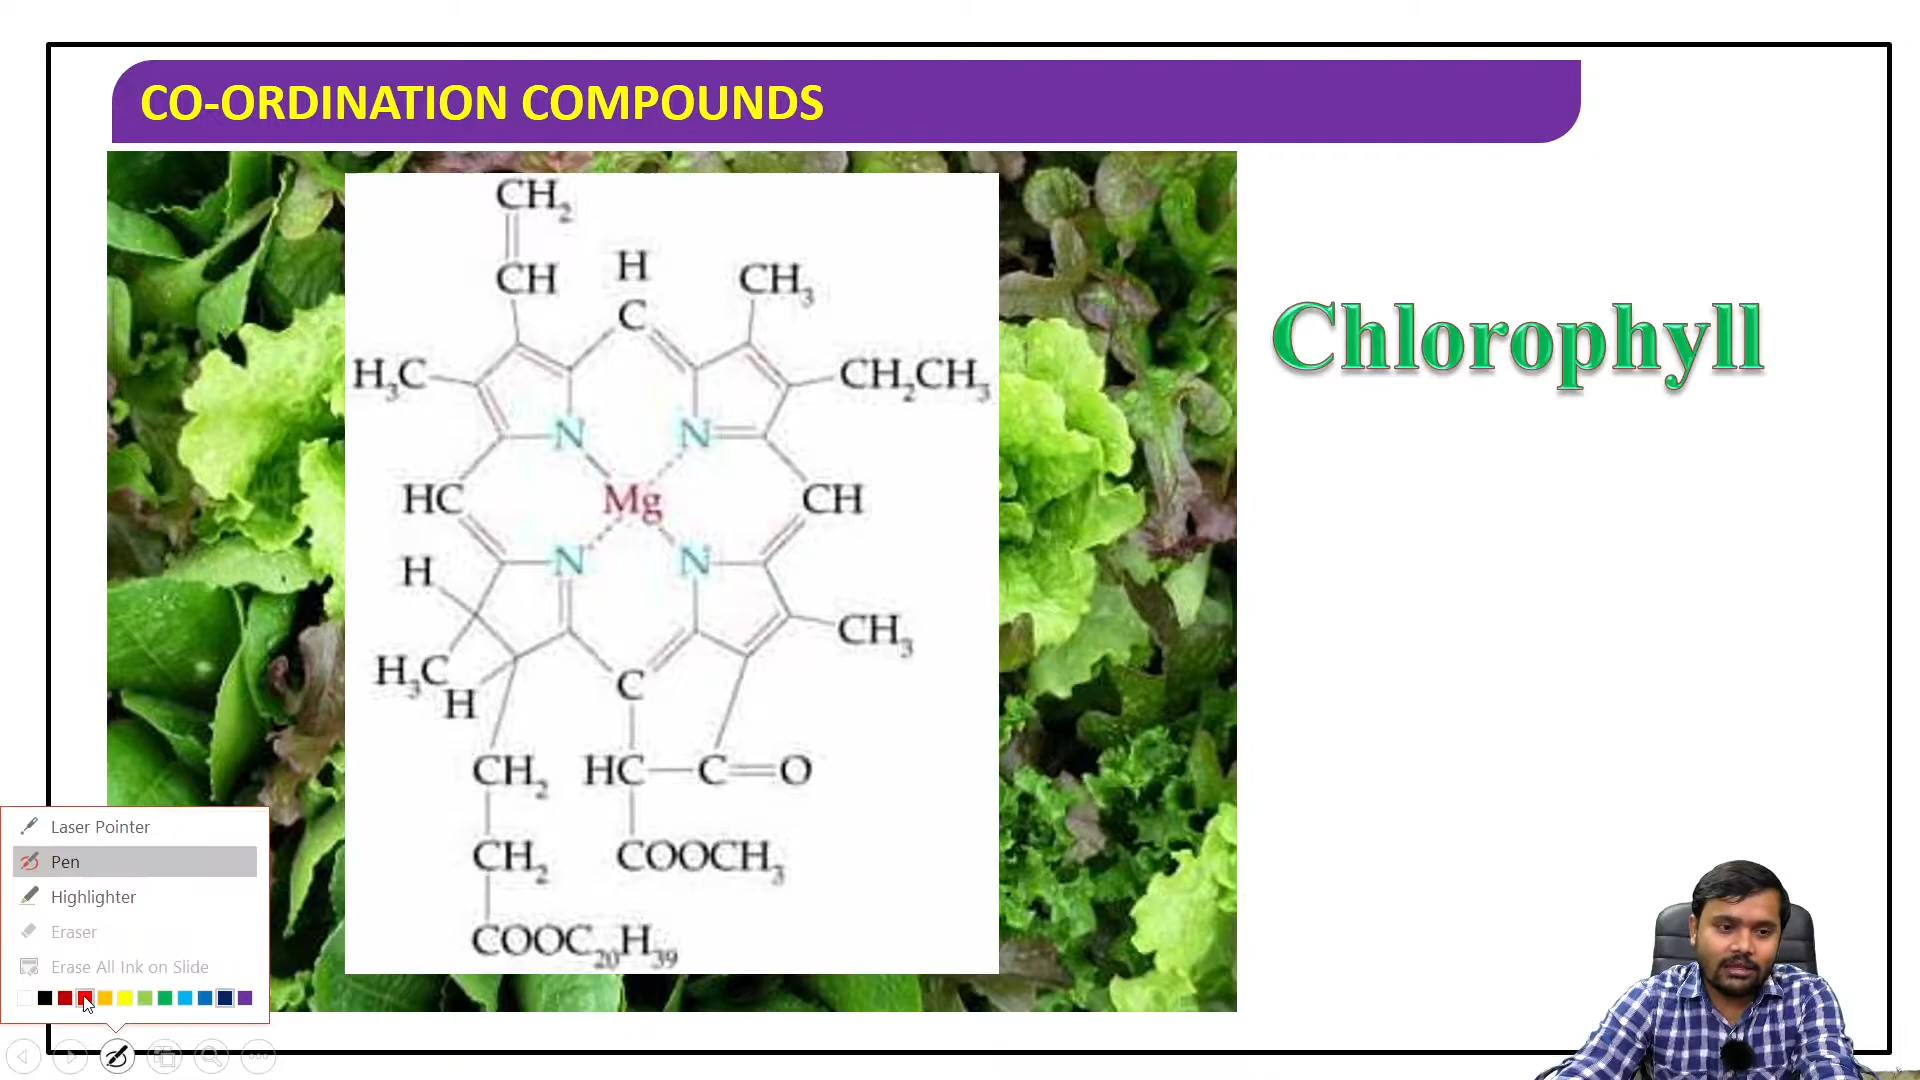 CO-ORDINATION COMPOUNDS
CH₂
CH
H
CH₃
C
H₃C
CH₂CH₃
N
N
HC
Mg
CH
N
N
H
CH₃
H₃C
H
C
CH₂
HC—C=O
CH₂
COOCH₃
COOC₂₀H₃₉
Chlorophyll
Laser Pointer
Pen
Highlighter
Eraser
Erase All Ink on Slide